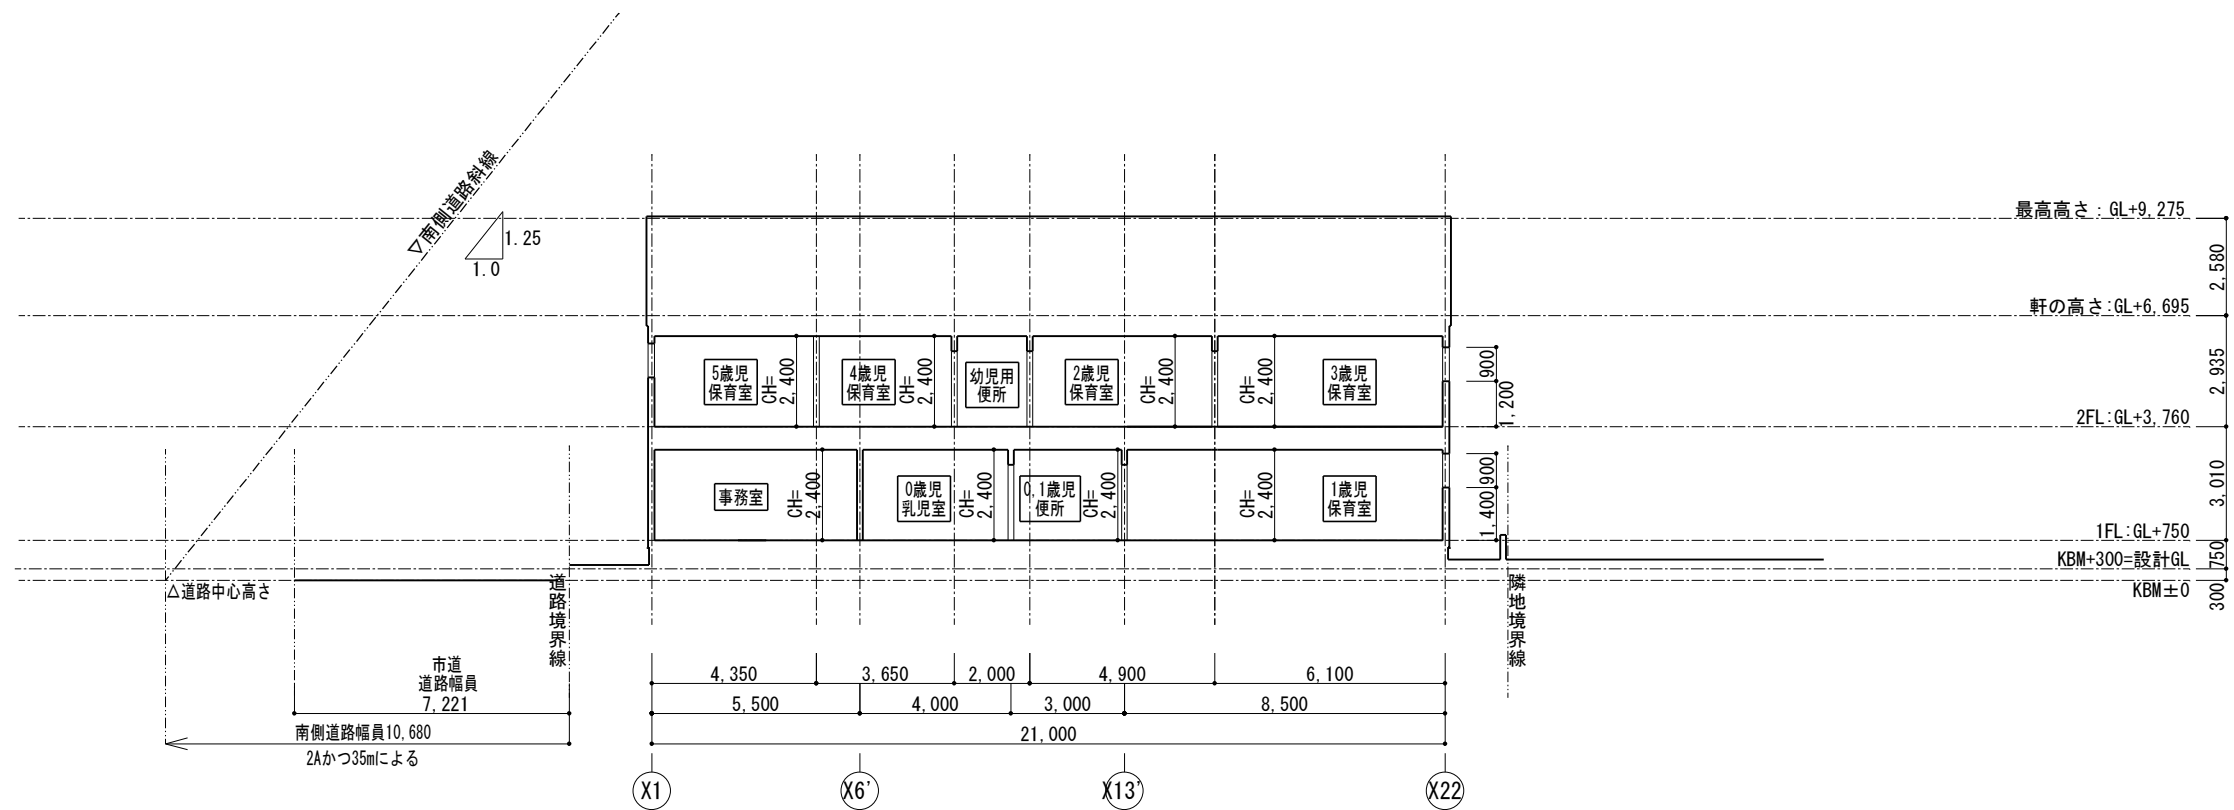 ▽南側道路斜線
1.25
1.0
最高高さ：GL+9,275
2,580
軒の高さ:GL+6,695
2,935
5歳児
保育室
CH=
2,400
4歳児
保育室
CH=
2,400
幼児用
便所
2歳児
保育室
CH=
2,400
CH=
2,400
3歳児
保育室
900
1,200
2FL:GL+3,760
3,010
事務室
CH=
2,400
0歳児
乳児室
CH=
2,400
0,1歳児
便所
CH=
2,400
CH=
2,400
1歳児
保育室
900
1,400
1FL:GL+750
750
KBM+300=設計GL
300
KBM±0
△道路中心高さ
道路境界線
隣地境界線
市道
道路幅員
7,221
南側道路幅員10,680
2Aかつ35mによる
4,350
3,650
2,000
4,900
6,100
5,500
4,000
3,000
8,500
21,000
X1
X6'
X13'
X22